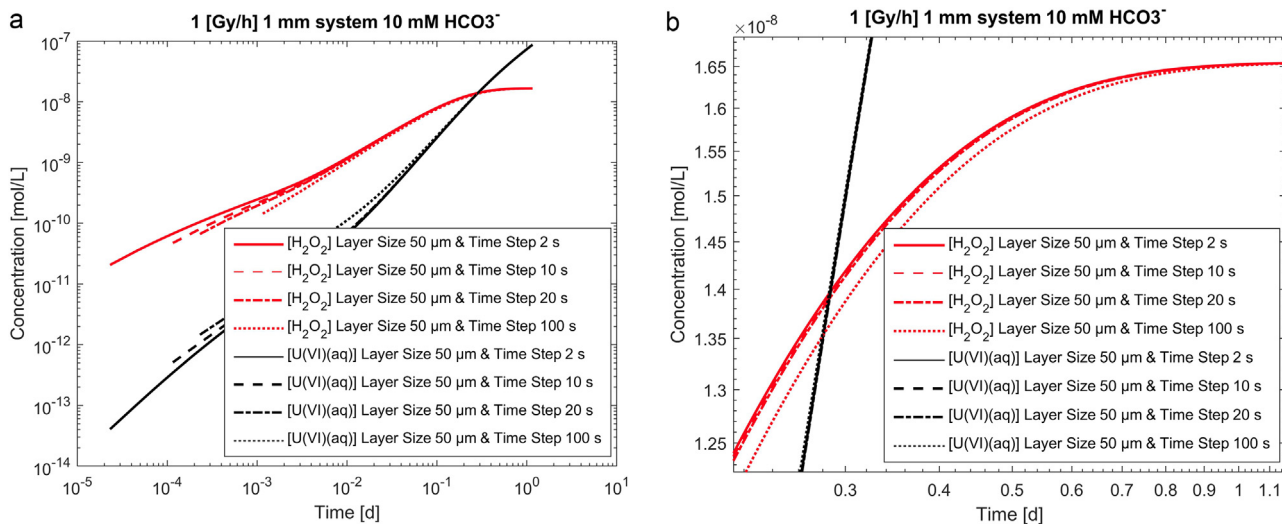 a
1 [Gy/h] 1 mm system 10 mM HCO3-
Concentration [mol/L]
10-7
10-8
10-9
10-10
10-11
10-12
10-13
10-14
[H2O2] Layer Size 50 µm & Time Step 2 s
[H2O2] Layer Size 50 µm & Time Step 10 s
[H2O2] Layer Size 50 µm & Time Step 20 s
[H2O2] Layer Size 50 µm & Time Step 100 s
[U(VI)(aq)] Layer Size 50 µm & Time Step 2 s
[U(VI)(aq)] Layer Size 50 µm & Time Step 10 s
[U(VI)(aq)] Layer Size 50 µm & Time Step 20 s
[U(VI)(aq)] Layer Size 50 µm & Time Step 100 s
10-5 10-4 10-3 10-2 10-1 100 101
Time [d]
b
1 [Gy/h] 1 mm system 10 mM HCO3-
×10-8
Concentration [mol/L]
1.65
1.6
1.55
1.5
1.45
1.4
1.35
1.3
1.25
[H2O2] Layer Size 50 µm & Time Step 2 s
[H2O2] Layer Size 50 µm & Time Step 10 s
[H2O2] Layer Size 50 µm & Time Step 20 s
[H2O2] Layer Size 50 µm & Time Step 100 s
[U(VI)(aq)] Layer Size 50 µm & Time Step 2 s
[U(VI)(aq)] Layer Size 50 µm & Time Step 10 s
[U(VI)(aq)] Layer Size 50 µm & Time Step 20 s
[U(VI)(aq)] Layer Size 50 µm & Time Step 100 s
0.3 0.4 0.5 0.6 0.7 0.8 0.9 1 1.1
Time [d]